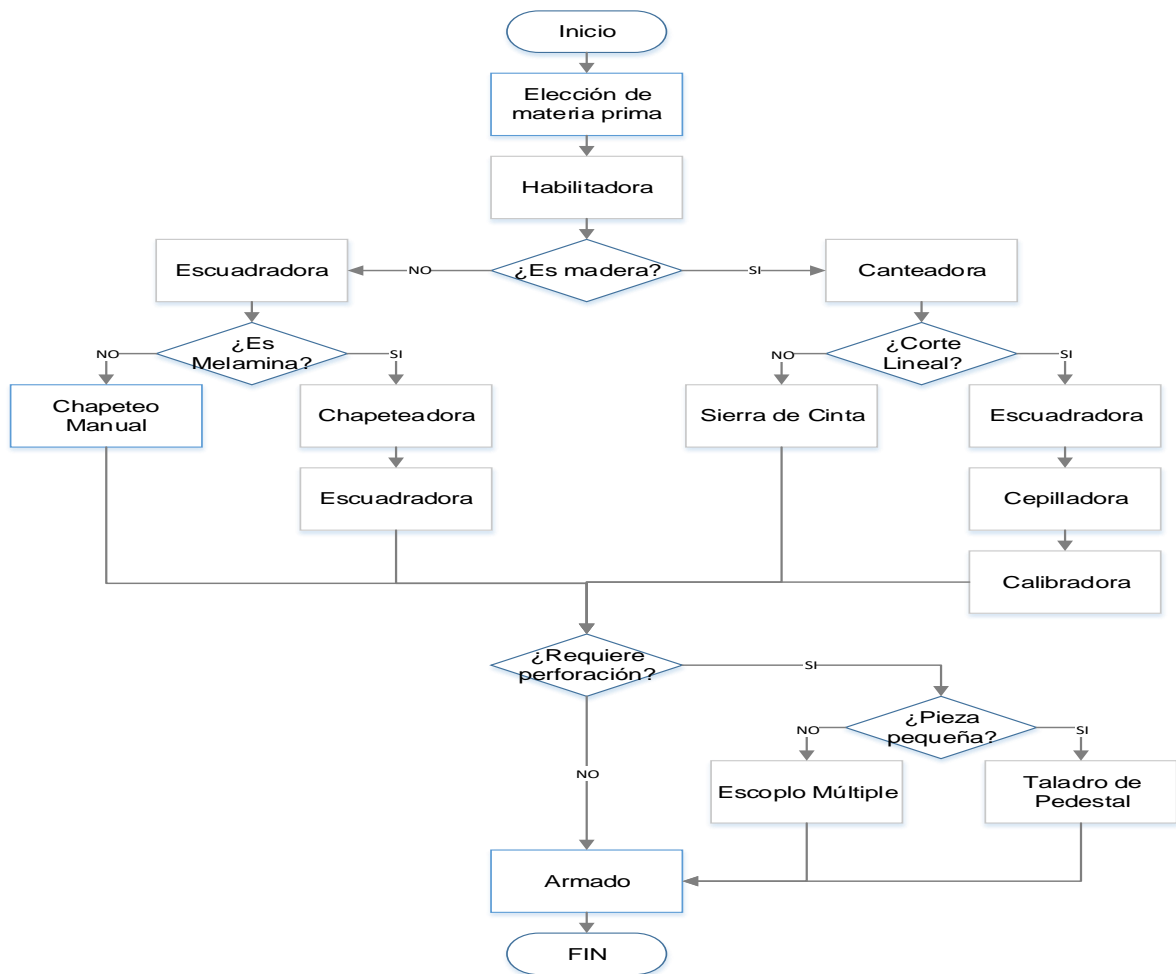 Inicio
Elección de
materia prima
Habilitadora
¿Es madera?
NO
SI
Escuadradora
Canteadora
¿Es
Melamina?
NO
SI
¿Corte
Lineal?
NO
SI
Chapeteo
Manual
Chapeteadora
Sierra de Cinta
Escuadradora
Escuadradora
Cepilladora
Calibradora
¿Requiere
perforación?
SI
NO
¿Pieza
pequeña?
NO
SI
Escoplo Múltiple
Taladro de
Pedestal
Armado
FIN